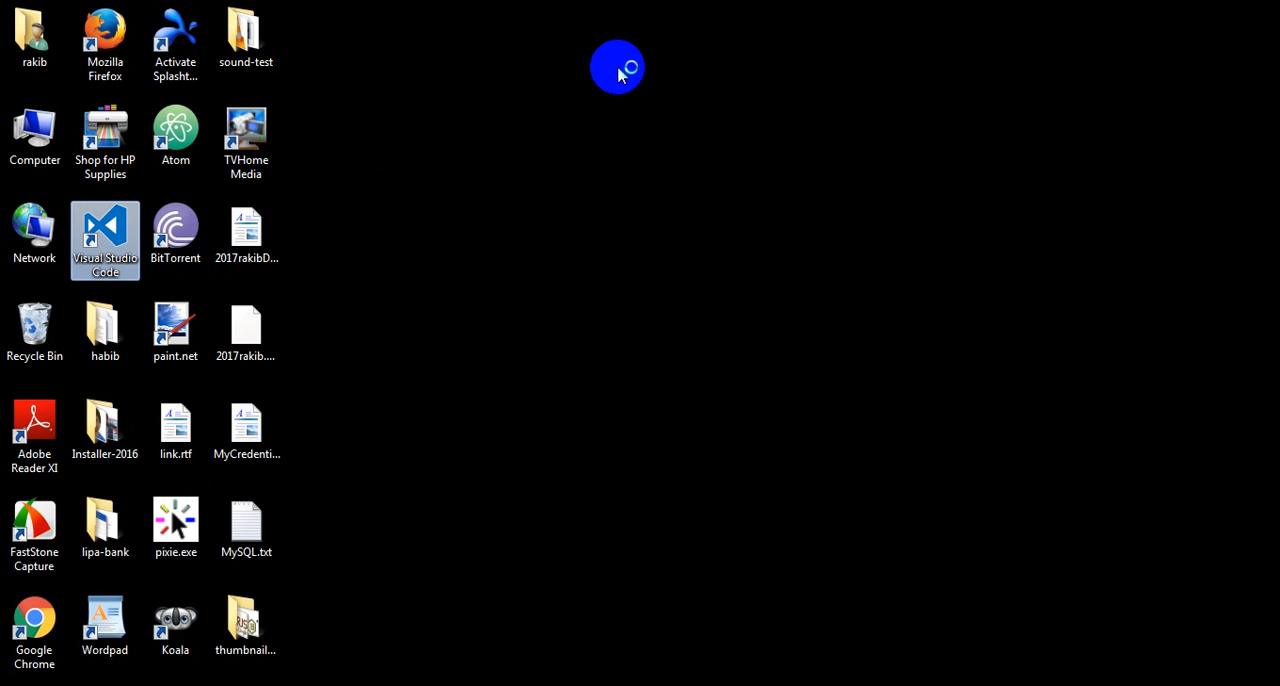 rakib
Mozilla
Firefox
Activate
Splasht...
sound-test
Computer
Shop for HP
Supplies
Atom
TVHome
Media
Network
Visual Studio
Code
BitTorrent
2017rakibD...
Recycle Bin
habib
paint.net
2017rakib....
Adobe
Reader XI
Installer-2016
link.rtf
MyCredenti...
FastStone
Capture
lipa-bank
pixie.exe
MySQL.txt
Google
Chrome
Wordpad
Koala
thumbnail...